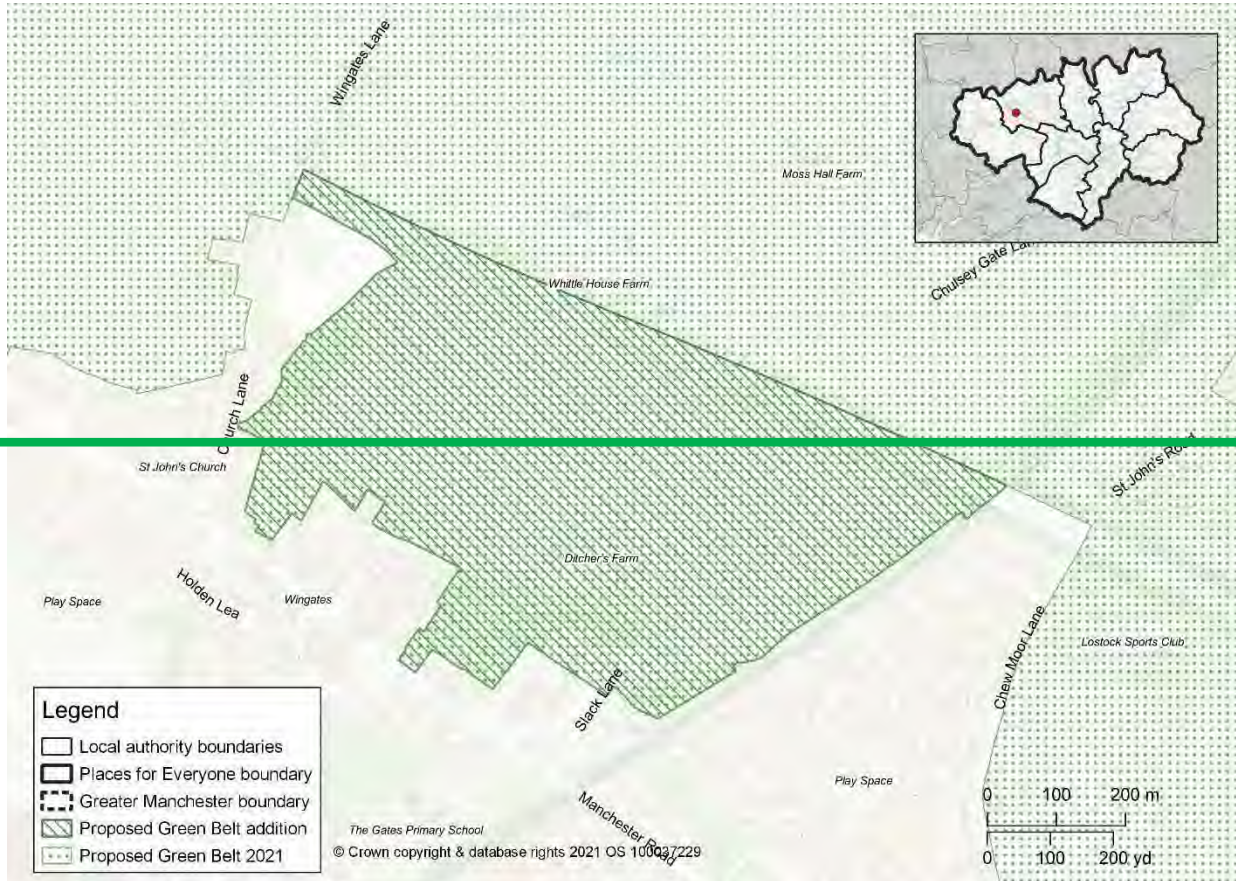 Wingates Lane
Moss Hall Farm
Chulsey Gate Lane
Whittle House Farm
Church Lane
St John's Road
St John's Church
Ditcher's Farm
Holden Lea
Play Space
Wingates
Chew Moor Lane
Lostock Sports Club
Slack Lane
Play Space
Manchester Road
The Gates Primary School
© Crown copyright & database rights 2021 OS 100037229
Legend
Local authority boundaries
Places for Everyone boundary
Greater Manchester boundary
Proposed Green Belt addition
Proposed Green Belt 2021
0 100 200 m
0 100 200 yd